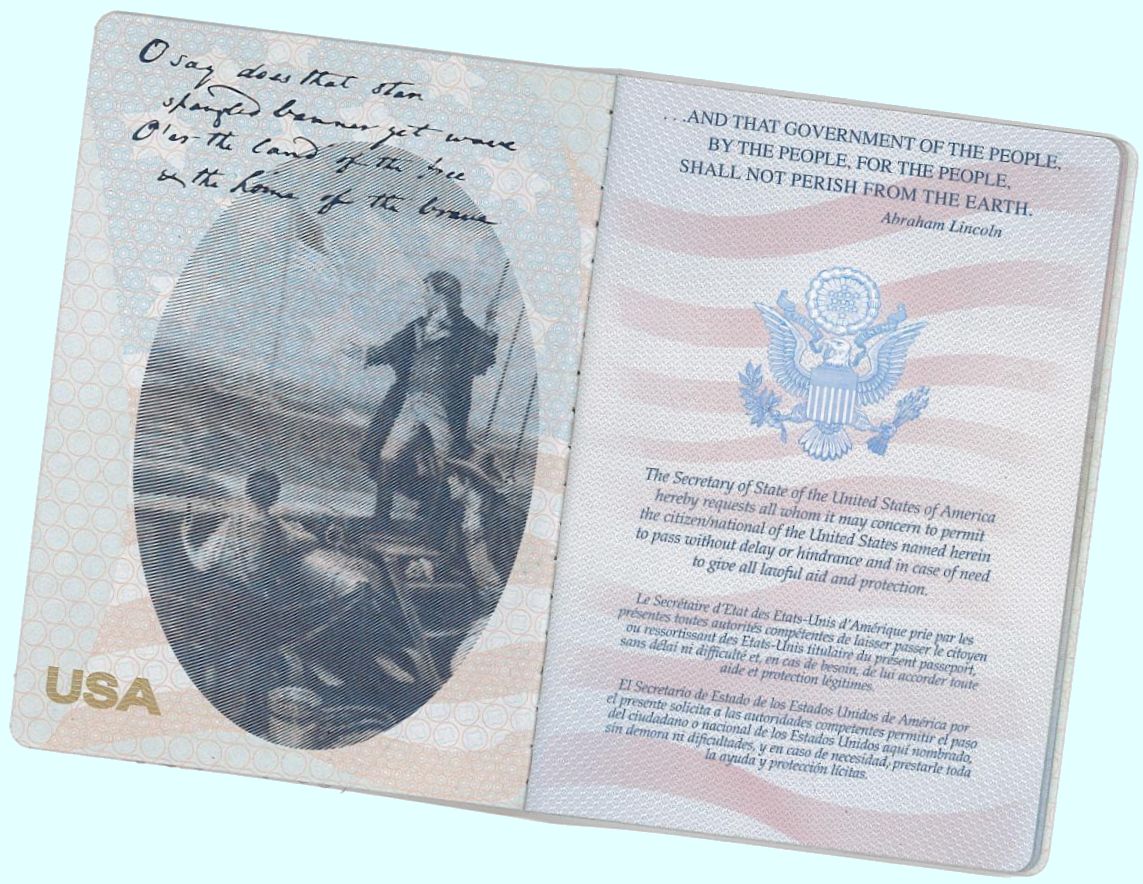 O say does that star
spangled banner yet wave
O'er the land of the free
& the home of the brave
USA
. . .AND THAT GOVERNMENT OF THE PEOPLE,
BY THE PEOPLE, FOR THE PEOPLE,
SHALL NOT PERISH FROM THE EARTH.
Abraham Lincoln
The Secretary of State of the United States of America
hereby requests all whom it may concern to permit
the citizen/national of the United States named herein
to pass without delay or hindrance and in case of need
to give all lawful aid and protection.
Le Secrétaire d'Etat des Etats-Unis d'Amérique prie par les
présentes toutes autorités compétentes de laisser passer le citoyen
ou ressortissant des Etats-Unis titulaire du présent passeport,
sans délai ni difficulté et, en cas de besoin, de lui accorder toute
aide et protection légitimes.
El Secretario de Estado de los Estados Unidos de América por
el presente solicita a las autoridades competentes permitir el paso
del ciudadano o nacional de los Estados Unidos aquí nombrado,
sin demora ni dificultades, y en caso de necesidad, prestarle toda
la ayuda y protección lícitas.